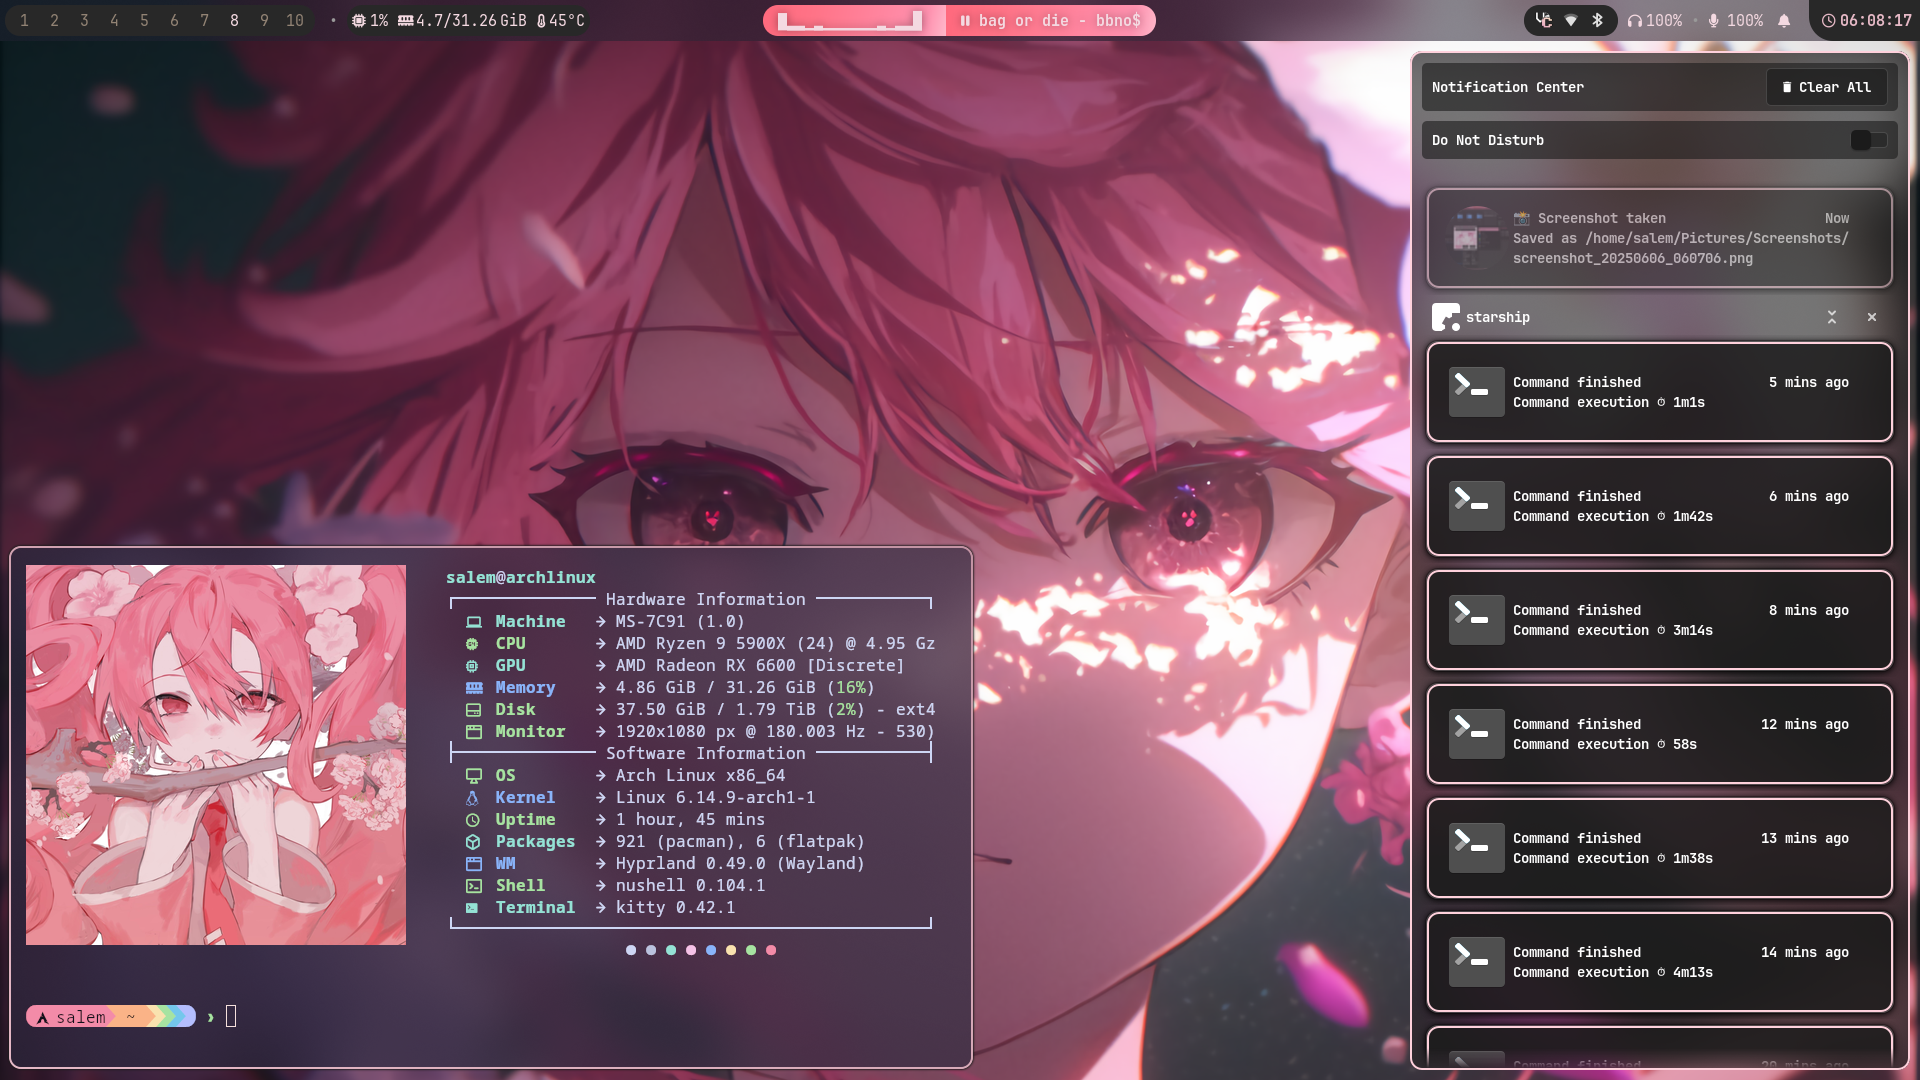 1 2 3 4 5 6 7 8 9 10 • 1% 4.7/31.26 GiB 45°C
bag or die - bbno$
100% • 100% 06:08:17
Notification Center
Clear All
Do Not Disturb
Screenshot taken Now
Saved as /home/salem/Pictures/Screenshots/
screenshot_20250606_060706.png
starship
Command finished 5 mins ago
Command execution ⏱ 1m1s
Command finished 6 mins ago
Command execution ⏱ 1m42s
Command finished 8 mins ago
Command execution ⏱ 3m14s
Command finished 12 mins ago
Command execution ⏱ 58s
Command finished 13 mins ago
Command execution ⏱ 1m38s
Command finished 14 mins ago
Command execution ⏱ 4m13s
Command finished 20 mins ago
salem@archlinux
Hardware Information
Machine → MS-7C91 (1.0)
CPU → AMD Ryzen 9 5900X (24) @ 4.95 Gz
GPU → AMD Radeon RX 6600 [Discrete]
Memory → 4.86 GiB / 31.26 GiB (16%)
Disk → 37.50 GiB / 1.79 TiB (2%) - ext4
Monitor → 1920x1080 px @ 180.003 Hz - 530)
Software Information
OS → Arch Linux x86_64
Kernel → Linux 6.14.9-arch1-1
Uptime → 1 hour, 45 mins
Packages → 921 (pacman), 6 (flatpak)
WM → Hyprland 0.49.0 (Wayland)
Shell → nushell 0.104.1
Terminal → kitty 0.42.1
salem ~ ›